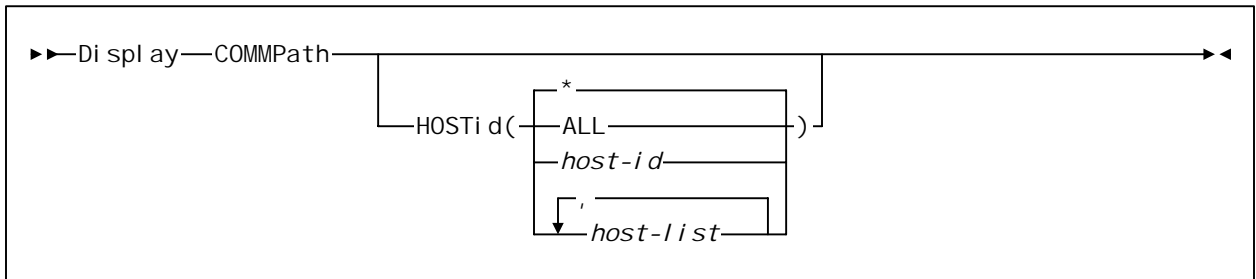 Display COMMPath
*
HOSTid( ALL )
host-id
,
host-list